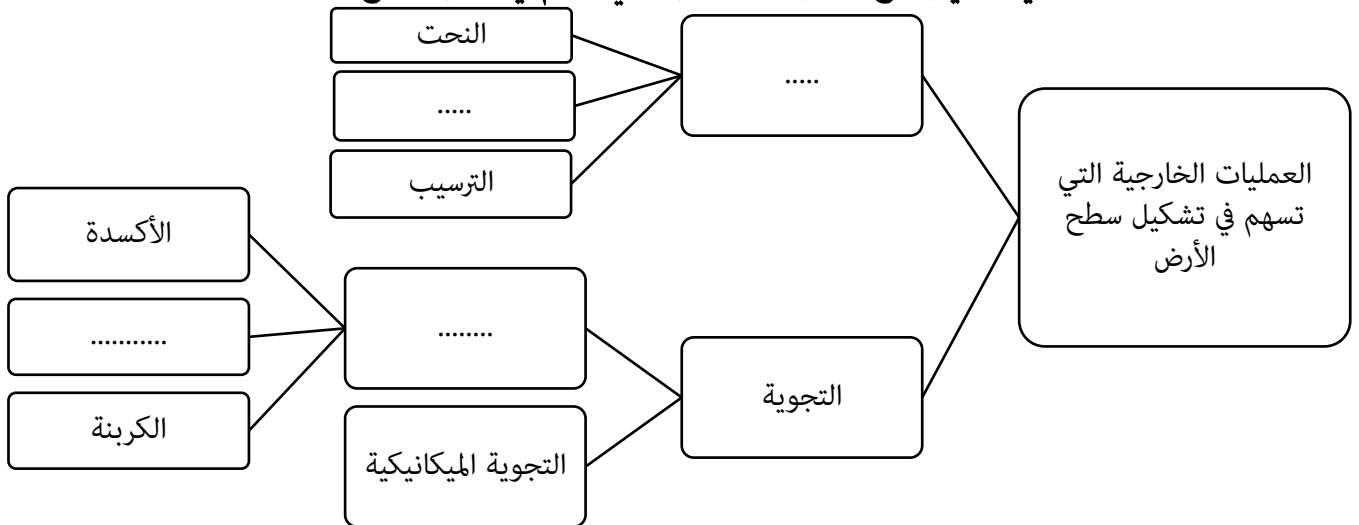 العمليات الخارجية التي
تسهم في تشكيل سطح
الأرض
.....
النحت
.....
الترسيب
التجوية
........
التجوية الميكانيكية
الأكسدة
...........
الكربنة